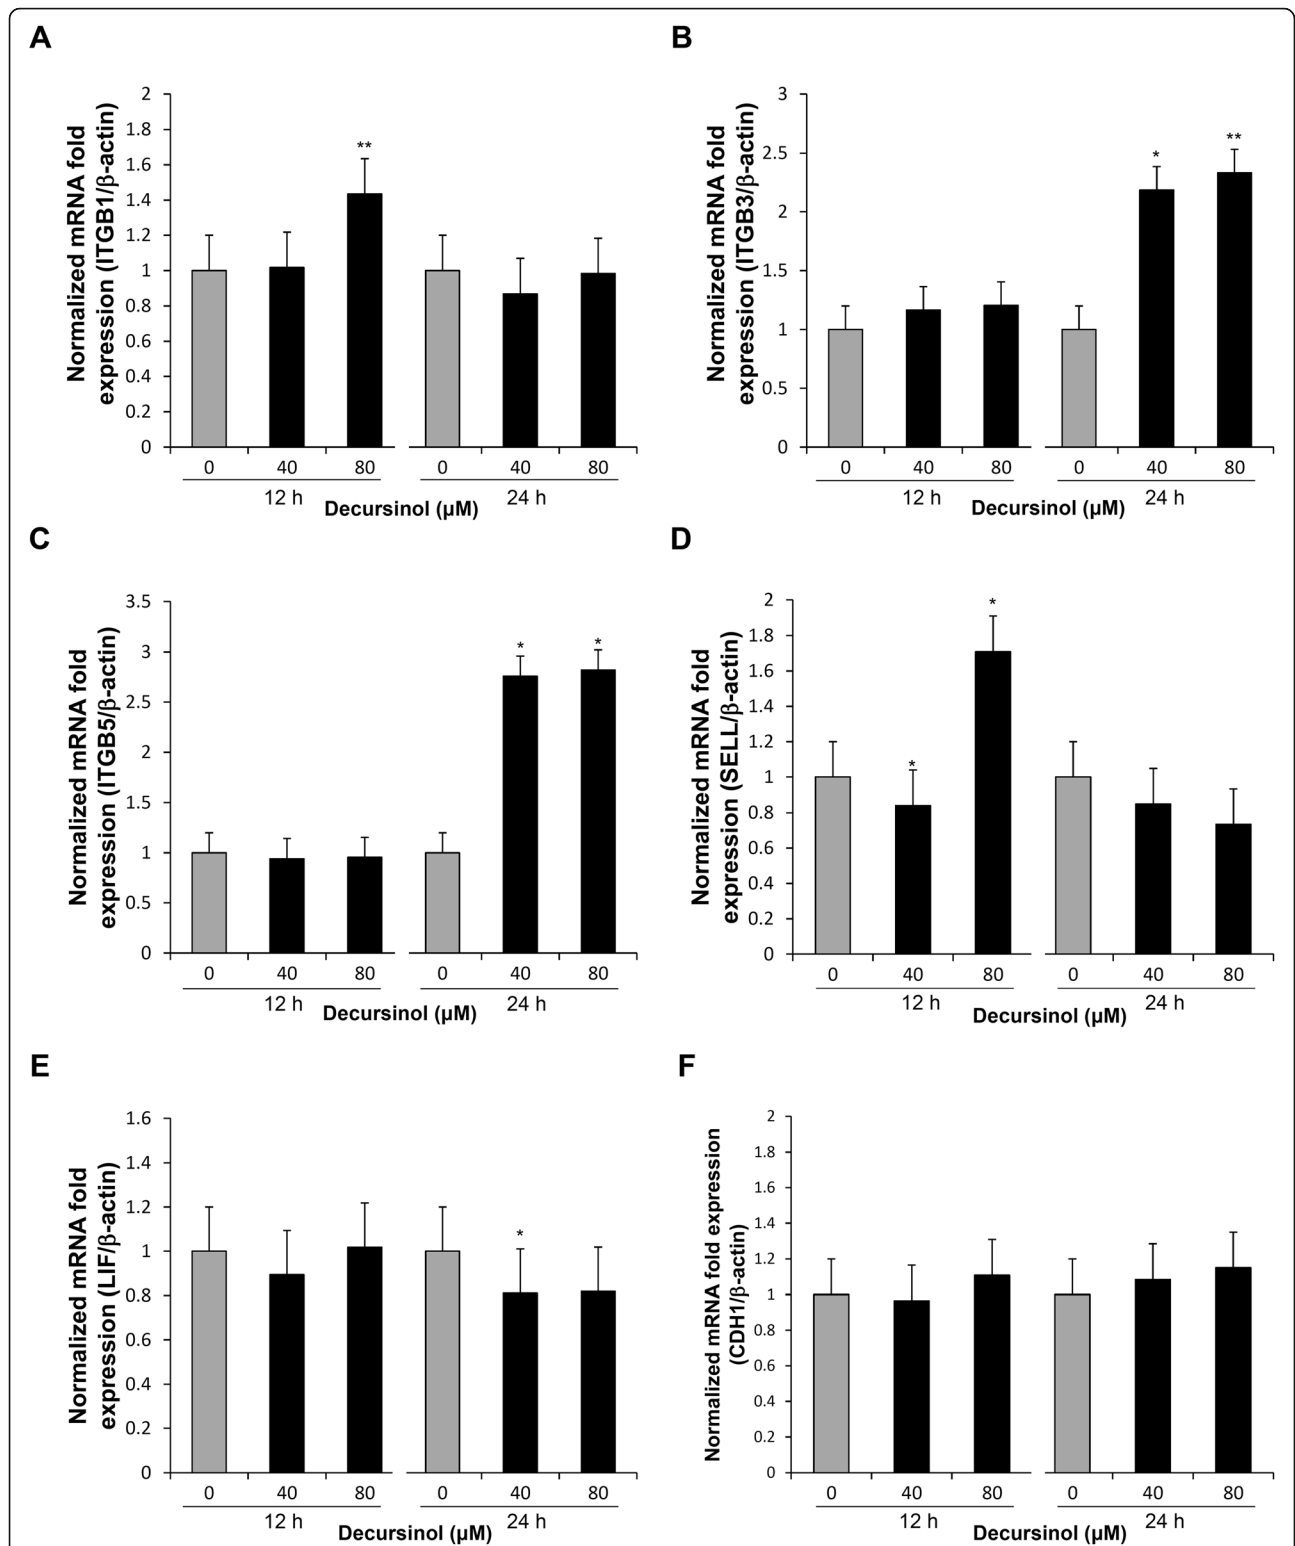 A
Normalized mRNA fold
expression (ITGB1/β-actin)
2
1.8
1.6
1.4
1.2
1
0.8
0.6
0.4
0.2
0
**
0 40 80 0 40 80
12 h 24 h
Decursinol (µM)
B
Normalized mRNA fold
expression (ITGB3/β-actin)
3
2.5
2
1.5
1
0.5
0
* **
0 40 80 0 40 80
12 h 24 h
Decursinol (µM)
C
Normalized mRNA fold
expression (ITGB5/β-actin)
3.5
3
2.5
2
1.5
1
0.5
0
* *
0 40 80 0 40 80
12 h 24 h
Decursinol (µM)
D
Normalized mRNA fold
expression (SELL/β-actin)
2
1.8
1.6
1.4
1.2
1
0.8
0.6
0.4
0.2
0
* *
0 40 80 0 40 80
12 h 24 h
Decursinol (µM)
E
Normalized mRNA fold
expression (LIF/β-actin)
1.6
1.4
1.2
1
0.8
0.6
0.4
0.2
0
*
0 40 80 0 40 80
12 h 24 h
Decursinol (µM)
F
Normalized mRNA fold expression
(CDH1/β-actin)
2
1.8
1.6
1.4
1.2
1
0.8
0.6
0.4
0.2
0
0 40 80 0 40 80
12 h 24 h
Decursinol (µM)